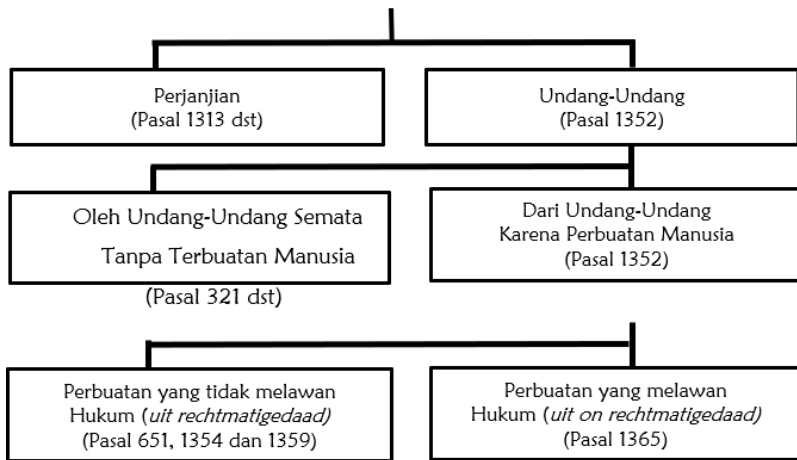 Perjanjian
(Pasal 1313 dst)
Undang-Undang
(Pasal 1352)
Oleh Undang-Undang Semata
Tanpa Terbuatan Manusia
(Pasal 321 dst)
Dari Undang-Undang
Karena Perbuatan Manusia
(Pasal 1352)
Perbuatan yang tidak melawan
Hukum (uit rechtmatigedaad)
(Pasal 651, 1354 dan 1359)
Perbuatan yang melawan
Hukum (uit on rechtmatigedaad)
(Pasal 1365)